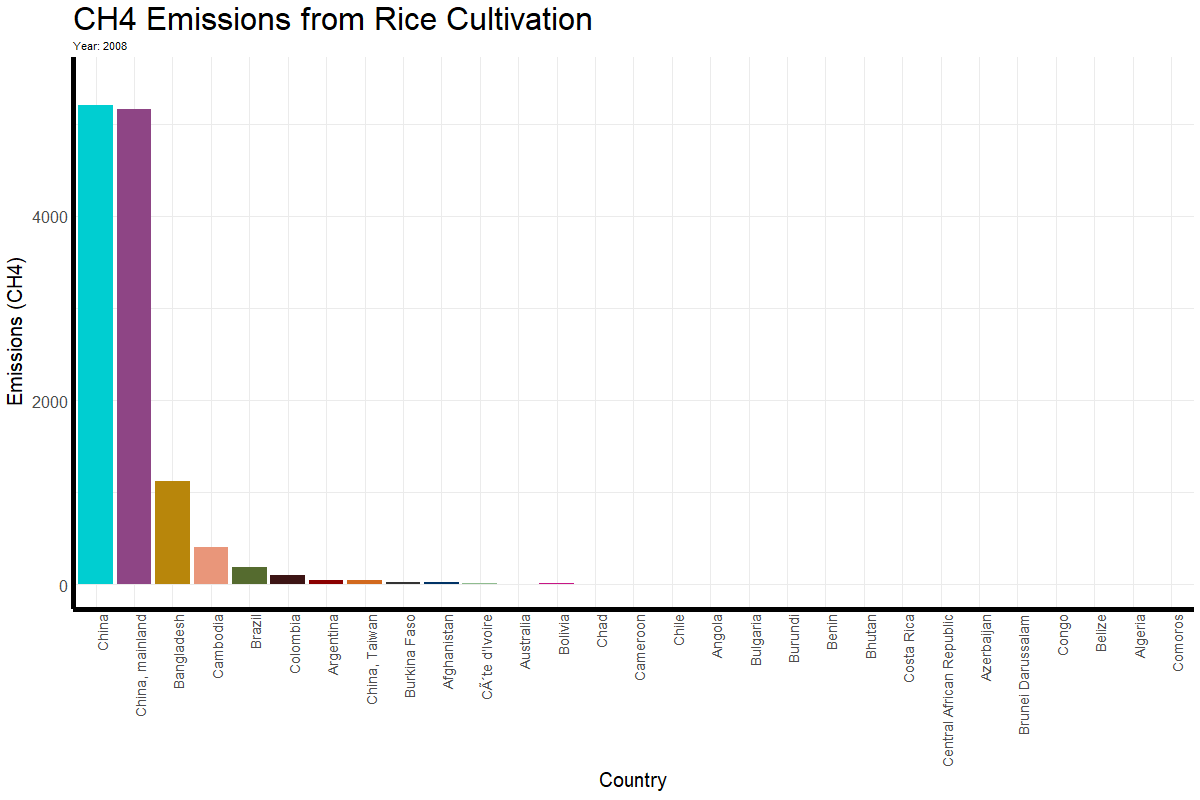 CH4 Emissions from Rice Cultivation
Year: 2008
Emissions (CH4)
4000
2000
0
China
China, mainland
Bangladesh
Cambodia
Brazil
Colombia
Argentina
China, Taiwan
Burkina Faso
Afghanistan
CÃ´te d'Ivoire
Australia
Bolivia
Chad
Cameroon
Chile
Angola
Bulgaria
Burundi
Benin
Bhutan
Costa Rica
Central African Republic
Azerbaijan
Brunei Darussalam
Congo
Belize
Algeria
Comoros
Country